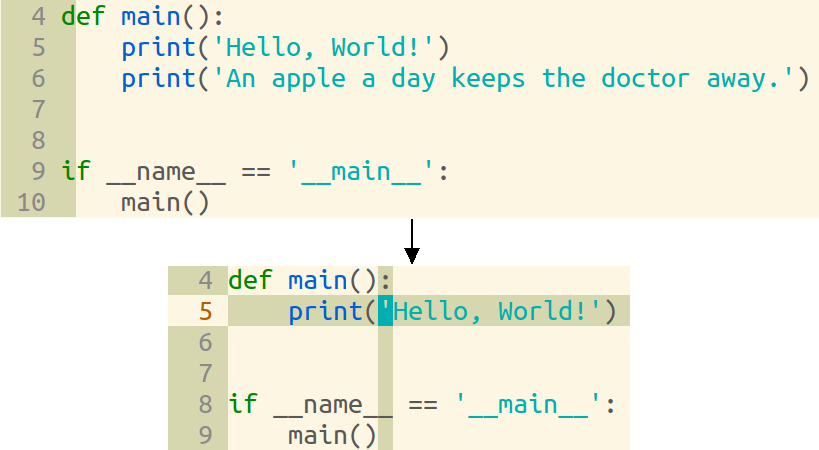 4 def main():
5     print('Hello, World!')
6     print('An apple a day keeps the doctor away.')
7
8
9 if __name__ == '__main__':
10     main()
4 def main():
5     print('Hello, World!')
6
7
8 if __name__ == '__main__':
9     main()